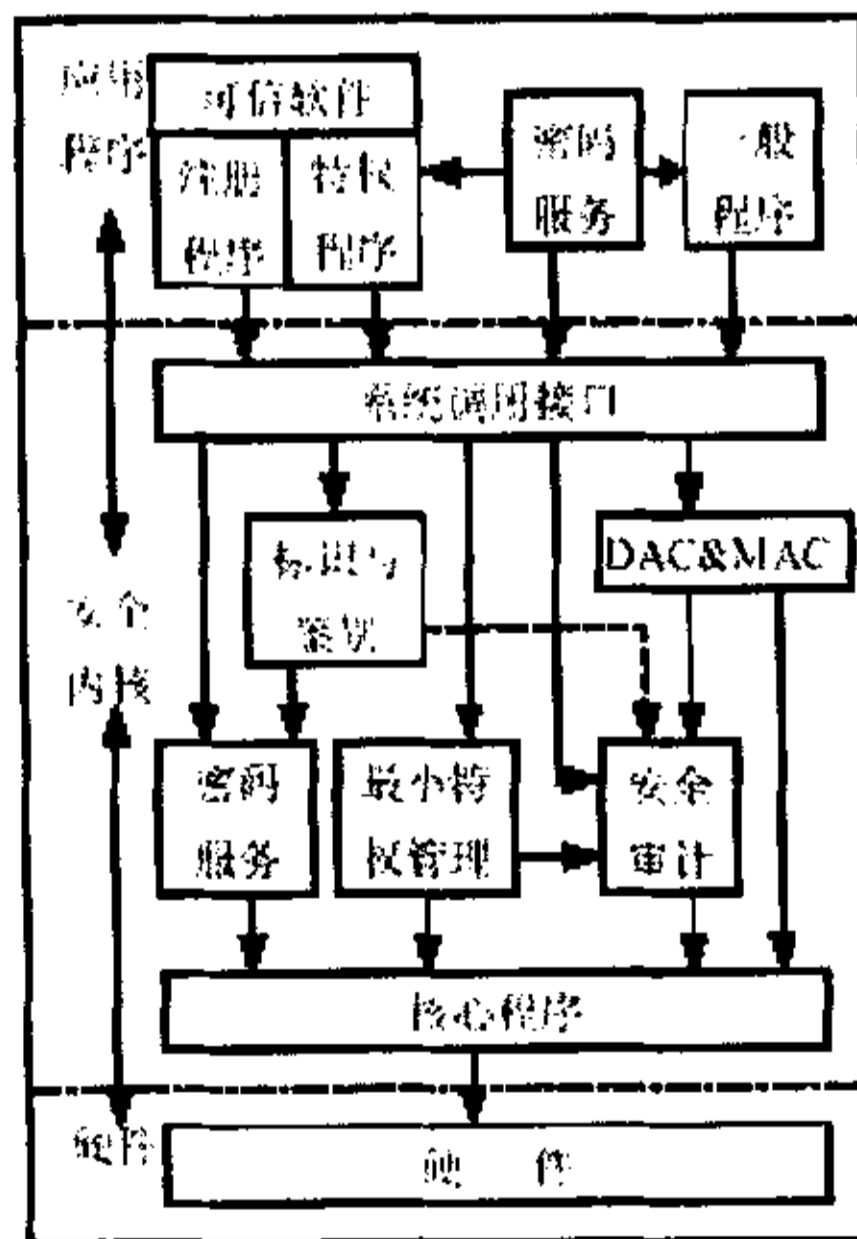 应用
程序
可信软件
注册
程序
特权
程序
密码
服务
一般
程序
系统调用接口
标识与
鉴别
DAC&MAC
安全
内核
密码
服务
最小特
权管理
安全
审计
核心程序
硬件
硬 件